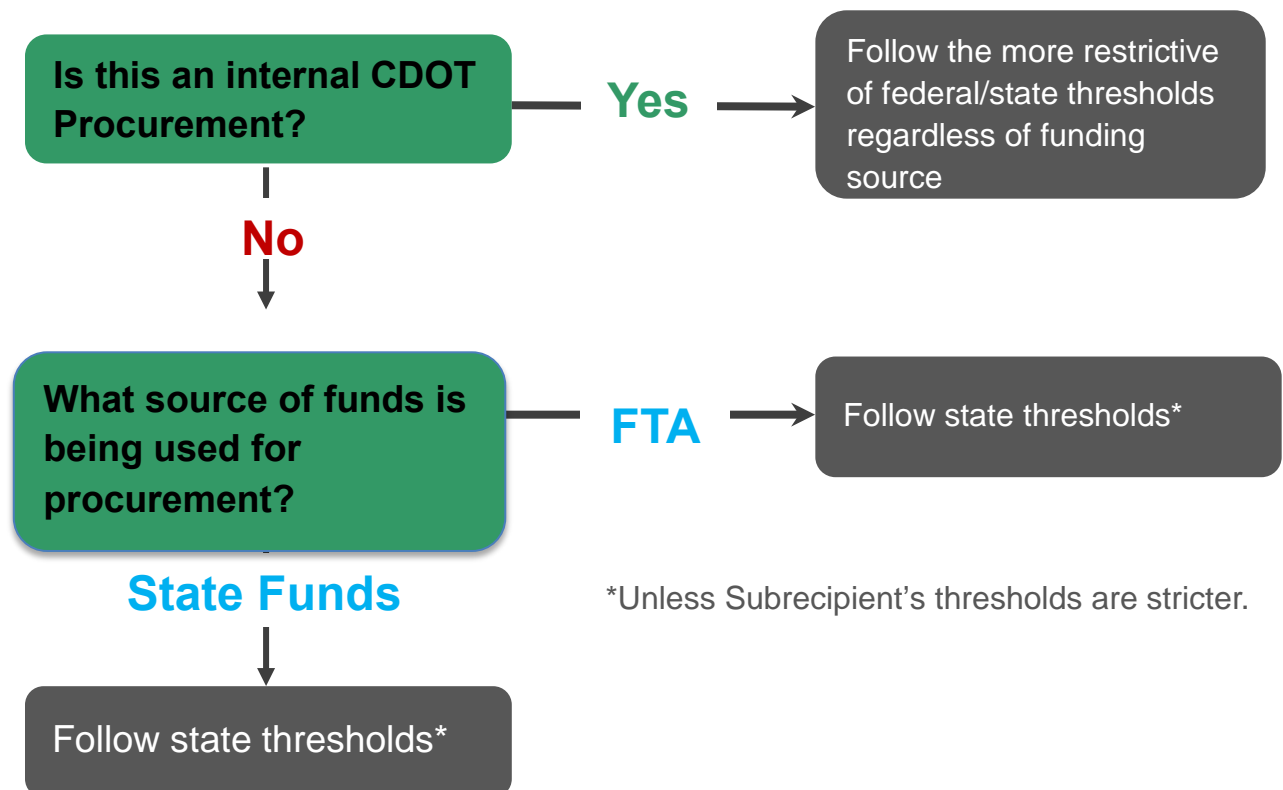 Is this an internal CDOT
Procurement?
Yes
Follow the more restrictive
of federal/state thresholds
regardless of funding
source
No
What source of funds is
being used for
procurement?
FTA
Follow state thresholds*
State Funds
*Unless Subrecipient's thresholds are stricter.
Follow state thresholds*